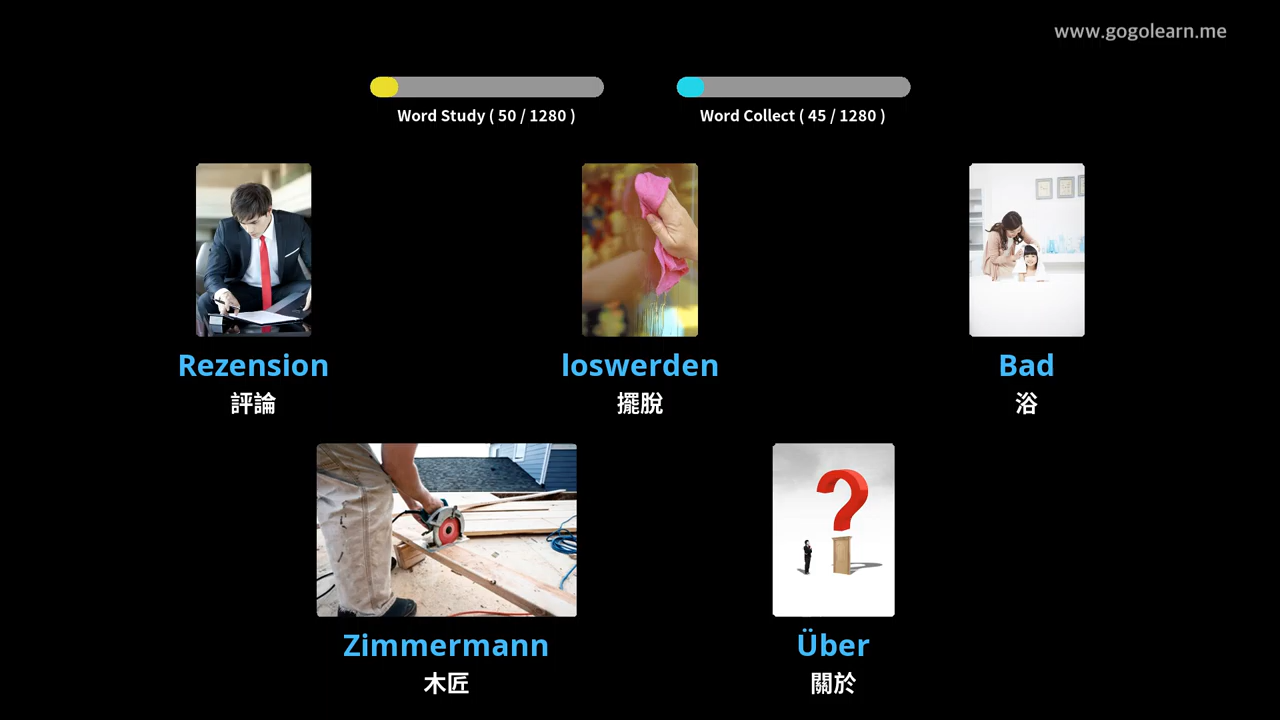 www.gogolearn.me
Word Study ( 50 / 1280 )
Word Collect ( 45 / 1280 )
Rezension
評論
loswerden
擺脫
Bad
浴
Zimmermann
木匠
Über
關於